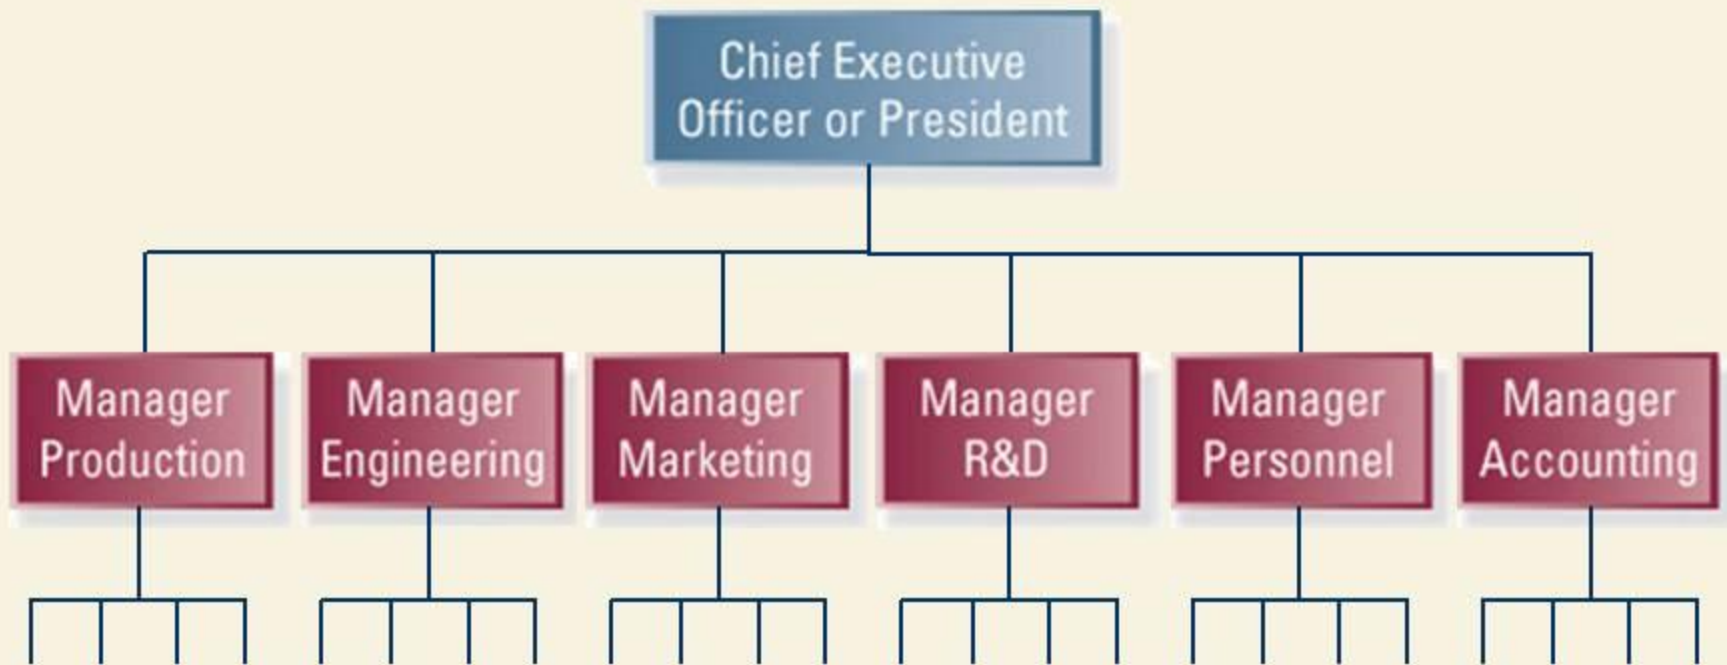 Chief Executive
Officer or President
Manager
Production
Manager
Engineering
Manager
Marketing
Manager
R&D
Manager
Personnel
Manager
Accounting